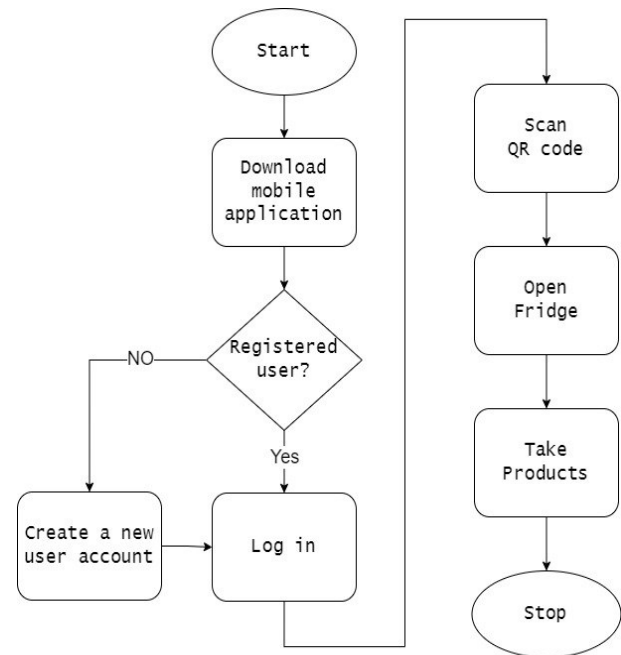 Start
Download
mobile
application
Registered
user?
NO
Yes
Create a new
user account
Log in
Scan
QR code
Open
Fridge
Take
Products
Stop